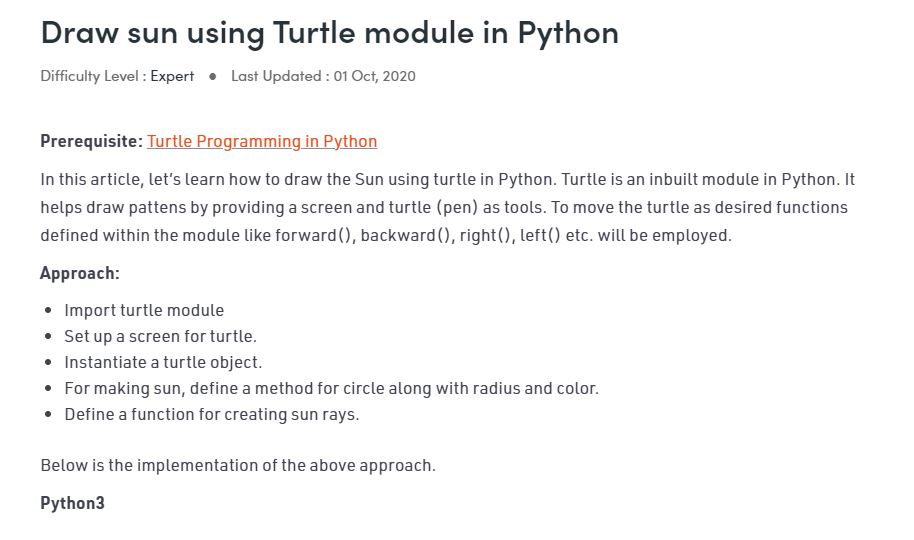 Draw sun using Turtle module in Python
Difficulty Level : Expert ● Last Updated : 01 Oct, 2020
Prerequisite: Turtle Programming in Python
In this article, let’s learn how to draw the Sun using turtle in Python. Turtle is an inbuilt module in Python. It
helps draw pattens by providing a screen and turtle (pen) as tools. To move the turtle as desired functions
defined within the module like forward(), backward(), right(), left() etc. will be employed.
Approach:
• Import turtle module
• Set up a screen for turtle.
• Instantiate a turtle object.
• For making sun, define a method for circle along with radius and color.
• Define a function for creating sun rays.
Below is the implementation of the above approach.
Python3